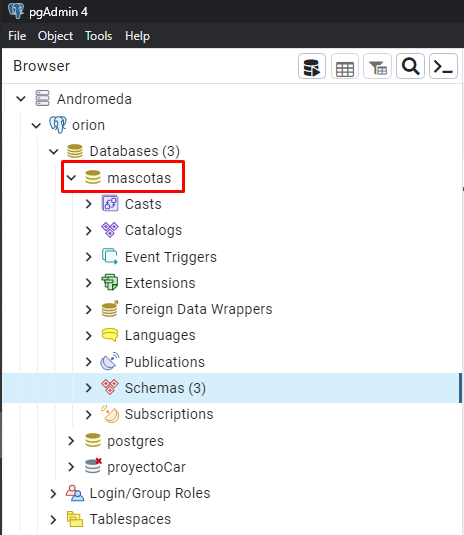 pgAdmin 4
File Object Tools Help
Browser
Andromeda
orion
Databases (3)
mascotas
Casts
Catalogs
Event Triggers
Extensions
Foreign Data Wrappers
Languages
Publications
Schemas (3)
Subscriptions
postgres
proyectoCar
Login/Group Roles
Tablespaces